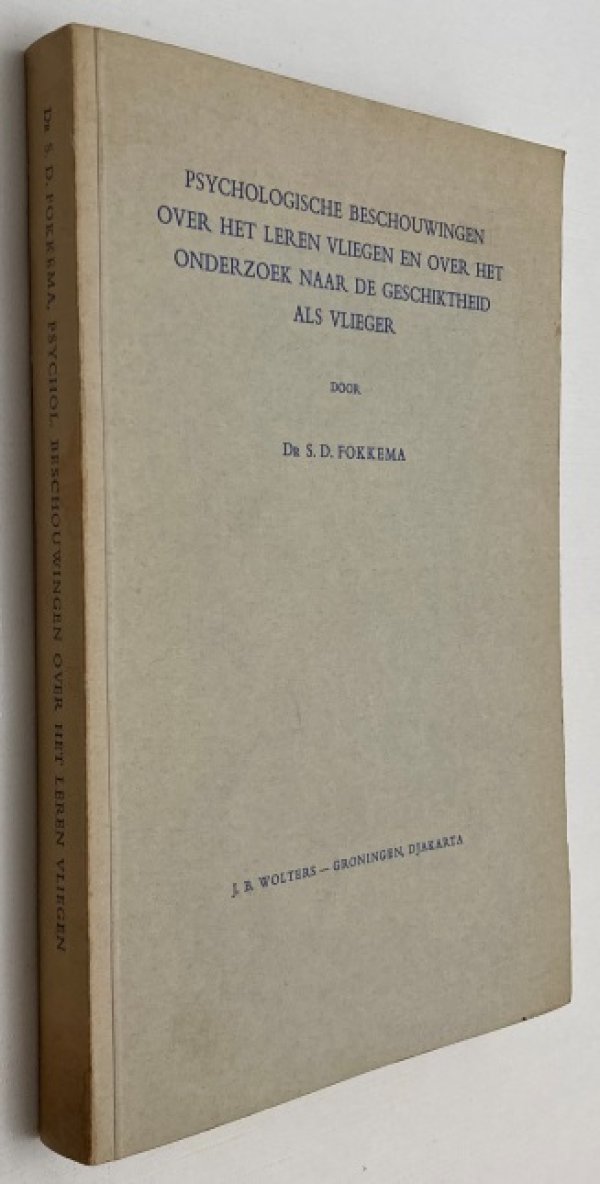 PSYCHOLOGISCHE BESCHOUWINGEN
OVER HET LEREN VLIEGEN EN OVER HET
ONDERZOEK NAAR DE GESCHIKTHEID
ALS VLIEGER
DOOR
DR S. D. FOKKEMA
J. B. WOLTERS — GRONINGEN, DJAKARTA
DR S. D. FOKKEMA, PSYCHOL. BESCHOUWINGEN OVER HET LEREN VLIEGEN